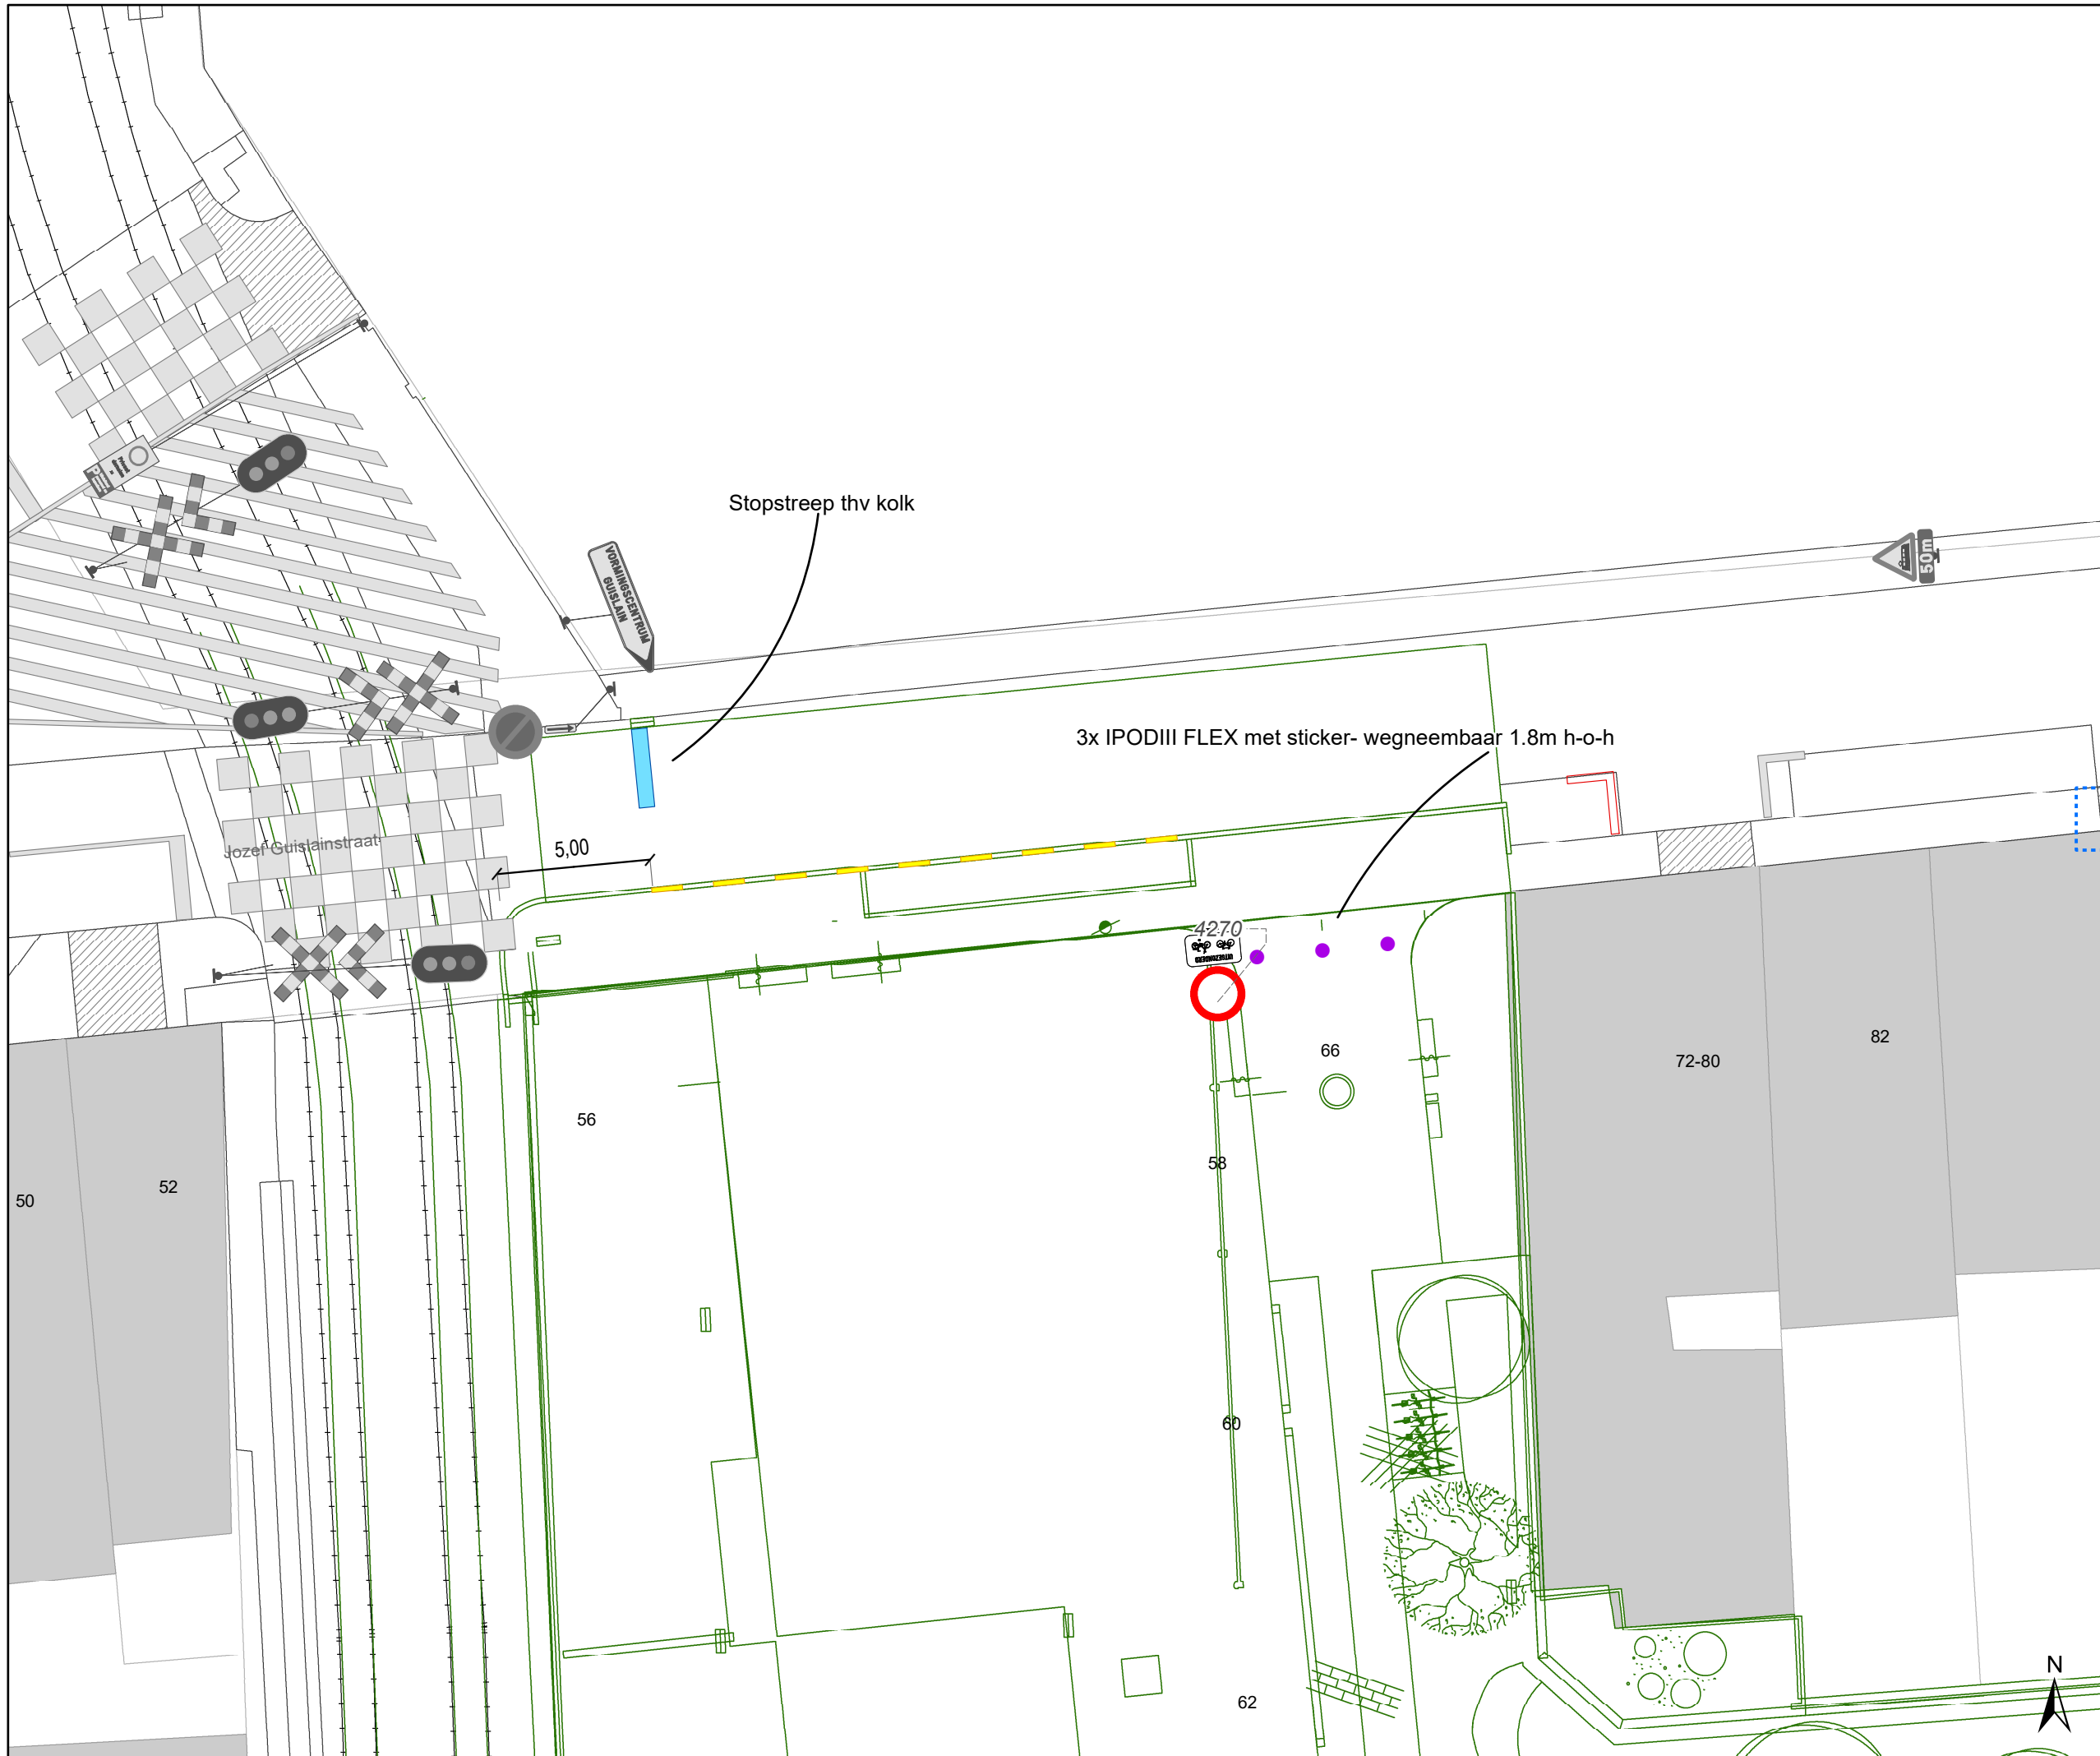 Stopstreep thv kolk
VORMINGSCENTRUM
GUISLAIN
50m
3x IPODIII FLEX met sticker- wegneembaar 1.8m h-o-h
Jozef Guislainstraat
5,00
4270
UITGEZONDERD
66
72-80
82
56
58
52
50
60
62
N